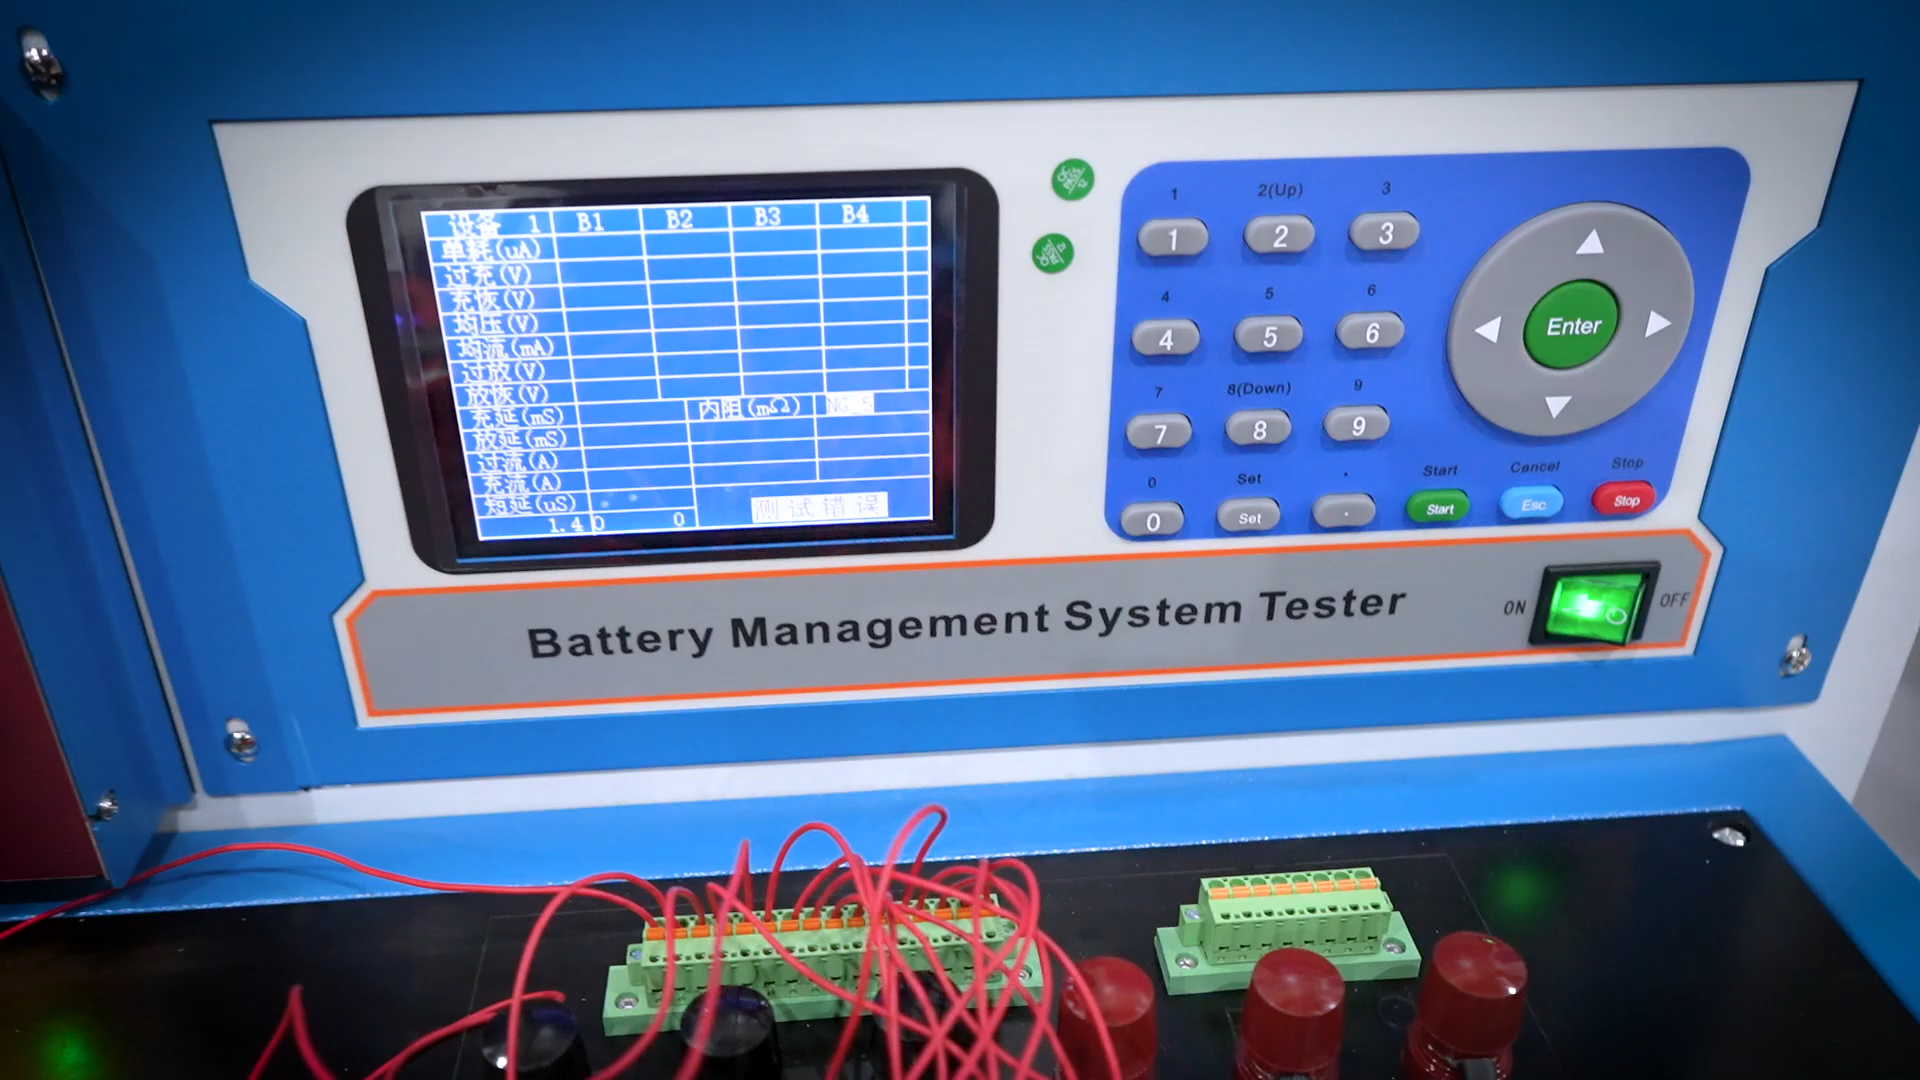 设备 1 B1 B2 B3 B4
单耗(uA)
过充(V)
充恢(V)
均压(V)
均流(mA)
过放(V)
放恢(V)
充延(mS) 内阻(mΩ) NG_5
放延(mS)
过流(A)
充流(A)
短延(uS) 测试错误
1.4 0 0
1 2(Up) 3
1 2 3
4 5 6
4 5 6
7 8(Down) 9
7 8 9
0 Set . Start Cancel Stop
0 Set . Start Esc Stop
Enter
Battery Management System Tester
ON OFF